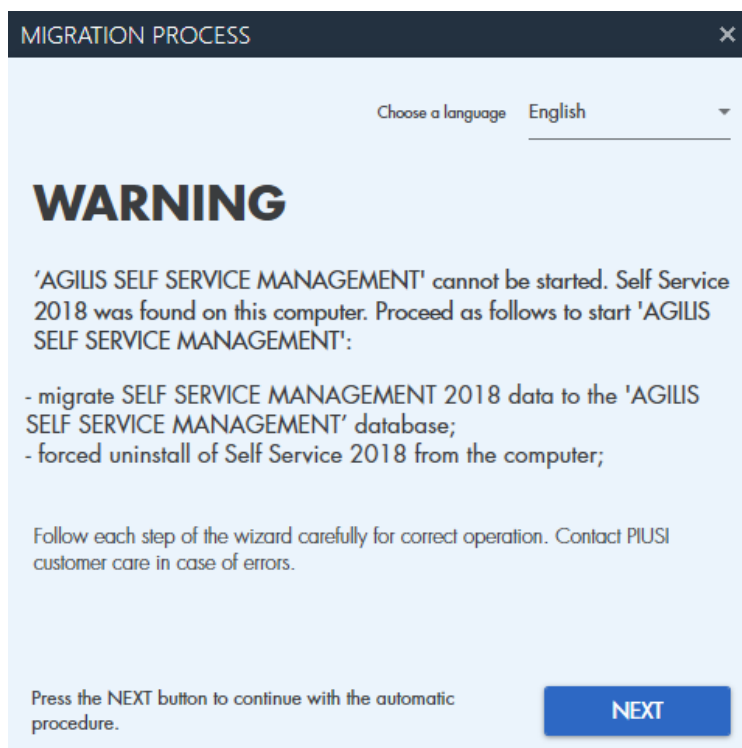 MIGRATION PROCESS
Choose a language English
WARNING
‘AGILIS SELF SERVICE MANAGEMENT' cannot be started. Self Service
2018 was found on this computer. Proceed as follows to start 'AGILIS
SELF SERVICE MANAGEMENT':
- migrate SELF SERVICE MANAGEMENT 2018 data to the 'AGILIS
SELF SERVICE MANAGEMENT’ database;
- forced uninstall of Self Service 2018 from the computer;
Follow each step of the wizard carefully for correct operation. Contact PIUSI
customer care in case of errors.
Press the NEXT button to continue with the automatic
procedure.
NEXT